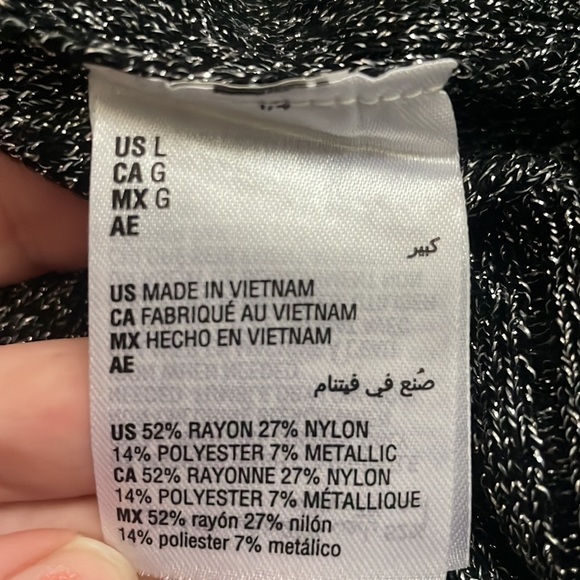 1/4
US L
CA G
MX G
AE
كبير
US MADE IN VIETNAM
CA FABRIQUÉ AU VIETNAM
MX HECHO EN VIETNAM
AE
صُنع في فيتنام
US 52% RAYON 27% NYLON
14% POLYESTER 7% METALLIC
CA 52% RAYONNE 27% NYLON
14% POLYESTER 7% MÉTALLIQUE
MX 52% rayón 27% nilón
14% poliester 7% metálico